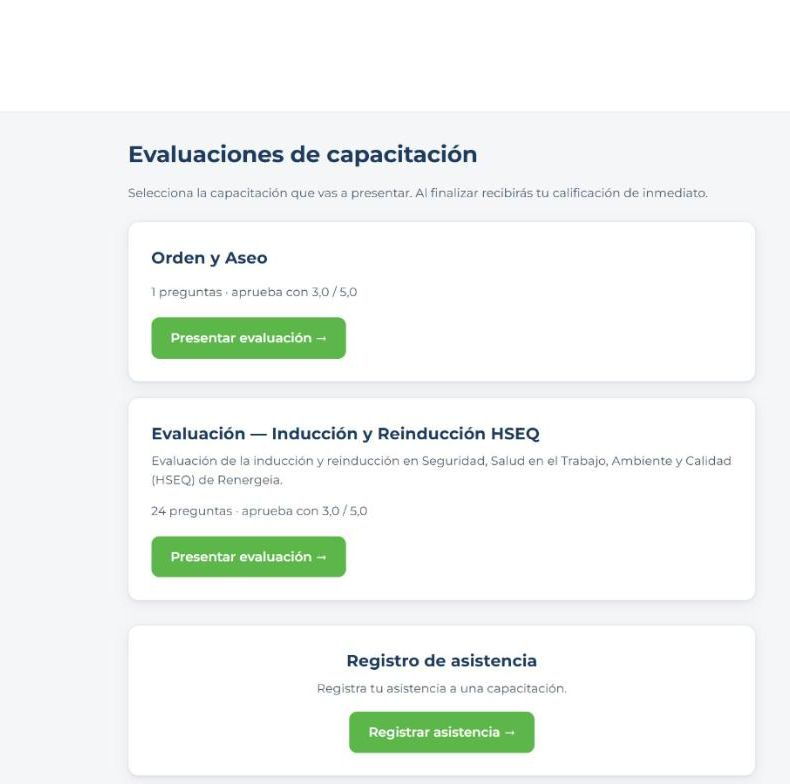 Evaluaciones de capacitación
Selecciona la capacitación que vas a presentar. Al finalizar recibirás tu calificación de inmediato.
Orden y Aseo
1 preguntas · aprueba con 3,0 / 5,0
Presentar evaluación →
Evaluación — Inducción y Reinducción HSEQ
Evaluación de la inducción y reinducción en Seguridad, Salud en el Trabajo, Ambiente y Calidad
(HSEQ) de Renergeia.
24 preguntas · aprueba con 3,0 / 5,0
Presentar evaluación →
Registro de asistencia
Registra tu asistencia a una capacitación.
Registrar asistencia →